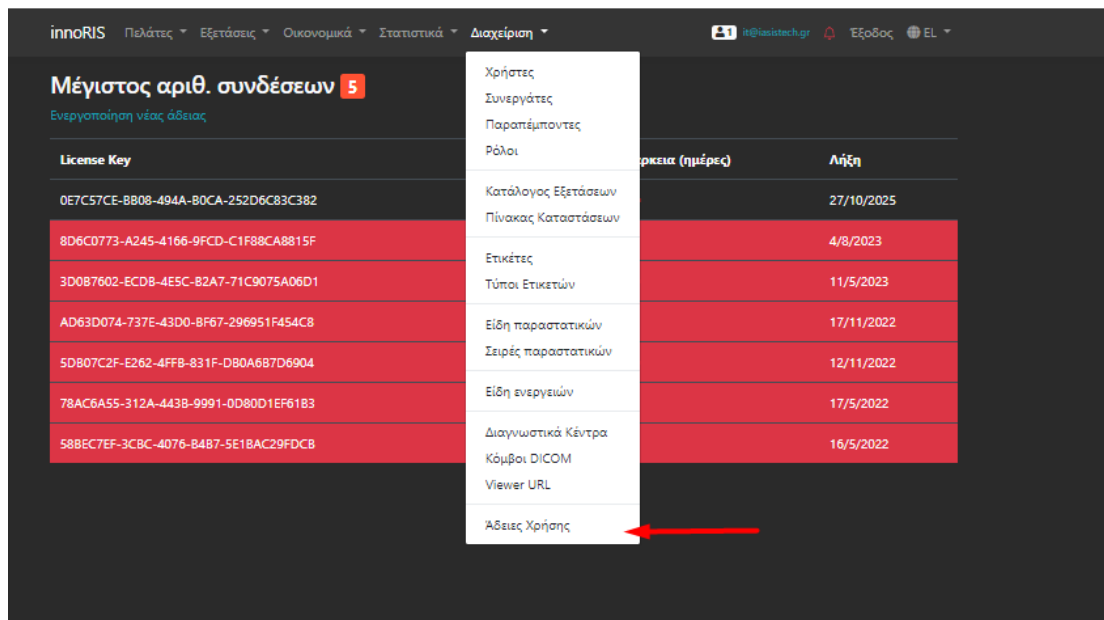 innoRIS Πελάτες Εξετάσεις Οικονομικά Στατιστικά Διαχείριση 1 it@iasistech.gr Έξοδος EL
Μέγιστος αριθ. συνδέσεων 5
Ενεργοποίηση νέας άδειας
Χρήστες
Συνεργάτες
Παραπέμποντες
Ρόλοι
Κατάλογος Εξετάσεων
Πίνακας Καταστάσεων
Ετικέτες
Τύποι Ετικετών
Είδη παραστατικών
Σειρές παραστατικών
Είδη ενεργειών
Διαγνωστικά Κέντρα
Κόμβοι DICOM
Viewer URL
Άδειες Χρήσης
License Key ρκεια (ημέρες) Λήξη
0E7C57CE-BB08-494A-B0CA-252D6C83C382 27/10/2025
8D6C0773-A245-4166-9FCD-C1F88CA8815F 4/8/2023
3D0B7602-ECDB-4E5C-B2A7-71C9075A06D1 11/5/2023
AD63D074-737E-43D0-BF67-296951F454C8 17/11/2022
5DB07C2F-E262-4FFB-831F-DB0A6B7D6904 12/11/2022
78AC6A55-312A-443B-9991-0D80D1EF61B3 17/5/2022
58BEC7EF-3CBC-4076-B4B7-5E1BAC29FDCB 16/5/2022